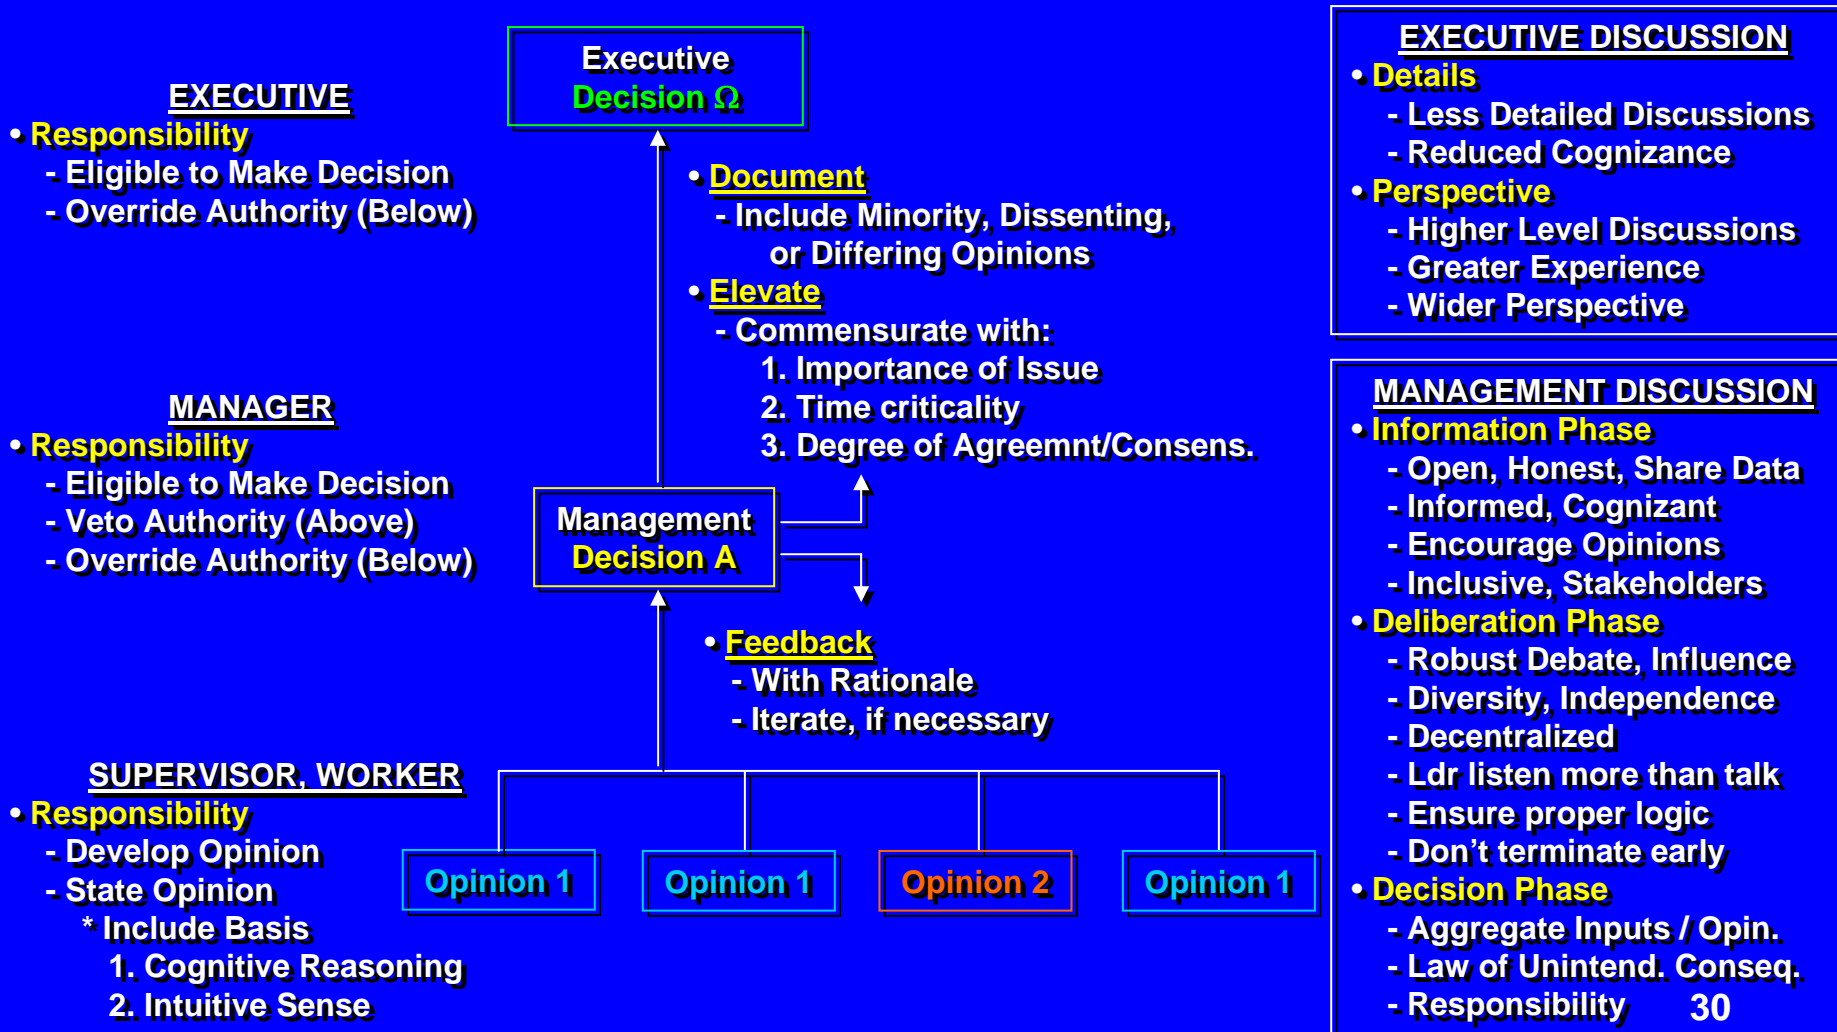 EXECUTIVE
• Responsibility
- Eligible to Make Decision
- Override Authority (Below)
MANAGER
• Responsibility
- Eligible to Make Decision
- Veto Authority (Above)
- Override Authority (Below)
SUPERVISOR, WORKER
• Responsibility
- Develop Opinion
- State Opinion
* Include Basis
1. Cognitive Reasoning
2. Intuitive Sense
Executive
Decision Ω
• Document
- Include Minority, Dissenting,
or Differing Opinions
• Elevate
- Commensurate with:
1. Importance of Issue
2. Time criticality
3. Degree of Agreemnt/Consens.
Management
Decision A
• Feedback
- With Rationale
- Iterate, if necessary
Opinion 1
Opinion 1
Opinion 2
Opinion 1
EXECUTIVE DISCUSSION
• Details
- Less Detailed Discussions
- Reduced Cognizance
• Perspective
- Higher Level Discussions
- Greater Experience
- Wider Perspective
MANAGEMENT DISCUSSION
• Information Phase
- Open, Honest, Share Data
- Informed, Cognizant
- Encourage Opinions
- Inclusive, Stakeholders
• Deliberation Phase
- Robust Debate, Influence
- Diversity, Independence
- Decentralized
- Ldr listen more than talk
- Ensure proper logic
- Don't terminate early
• Decision Phase
- Aggregate Inputs / Opin.
- Law of Unintend. Conseq.
- Responsibility
30